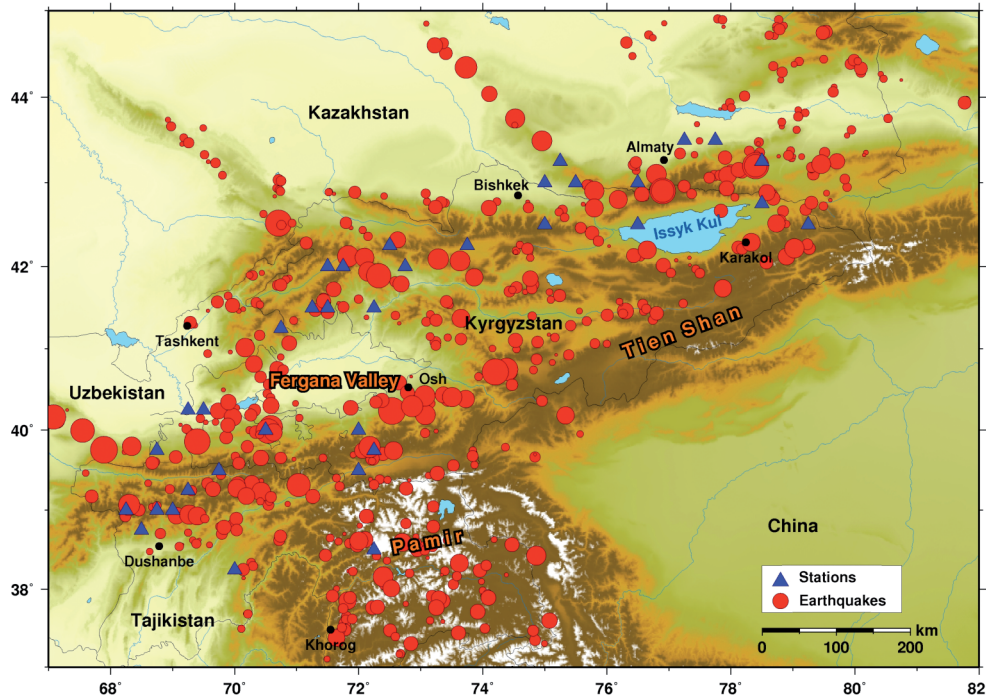 44°
42°
40°
38°
Kazakhstan
Almaty
Bishkek
Issyk Kul
Karakol
Tashkent
Kyrgyzstan
Tien Shan
Fergana Valley
Osh
Uzbekistan
China
Pamir
Dushanbe
Tajikistan
Khorog
Stations
Earthquakes
km
0 100 200
68° 70° 72° 74° 76° 78° 80° 82°